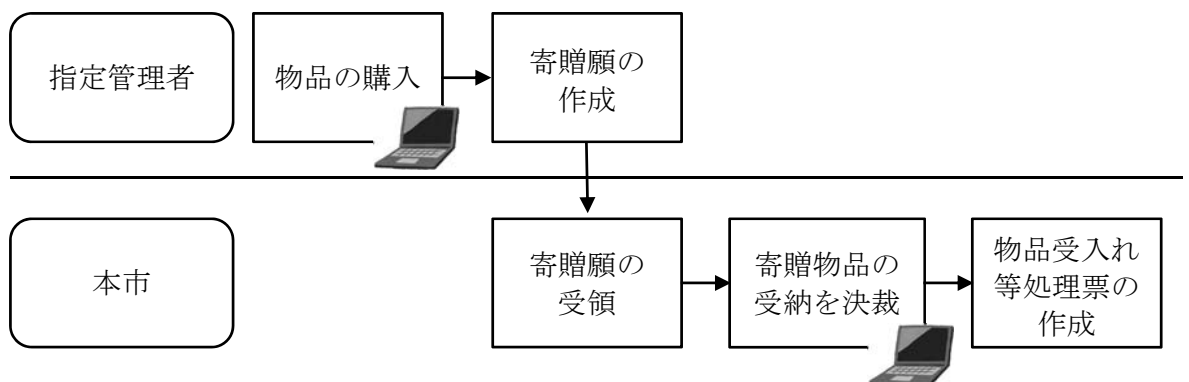 指定管理者
物品の購入
寄贈願の
作成
本市
寄贈願の
受領
寄贈物品の
受納を決裁
物品受入れ
等処理票の
作成